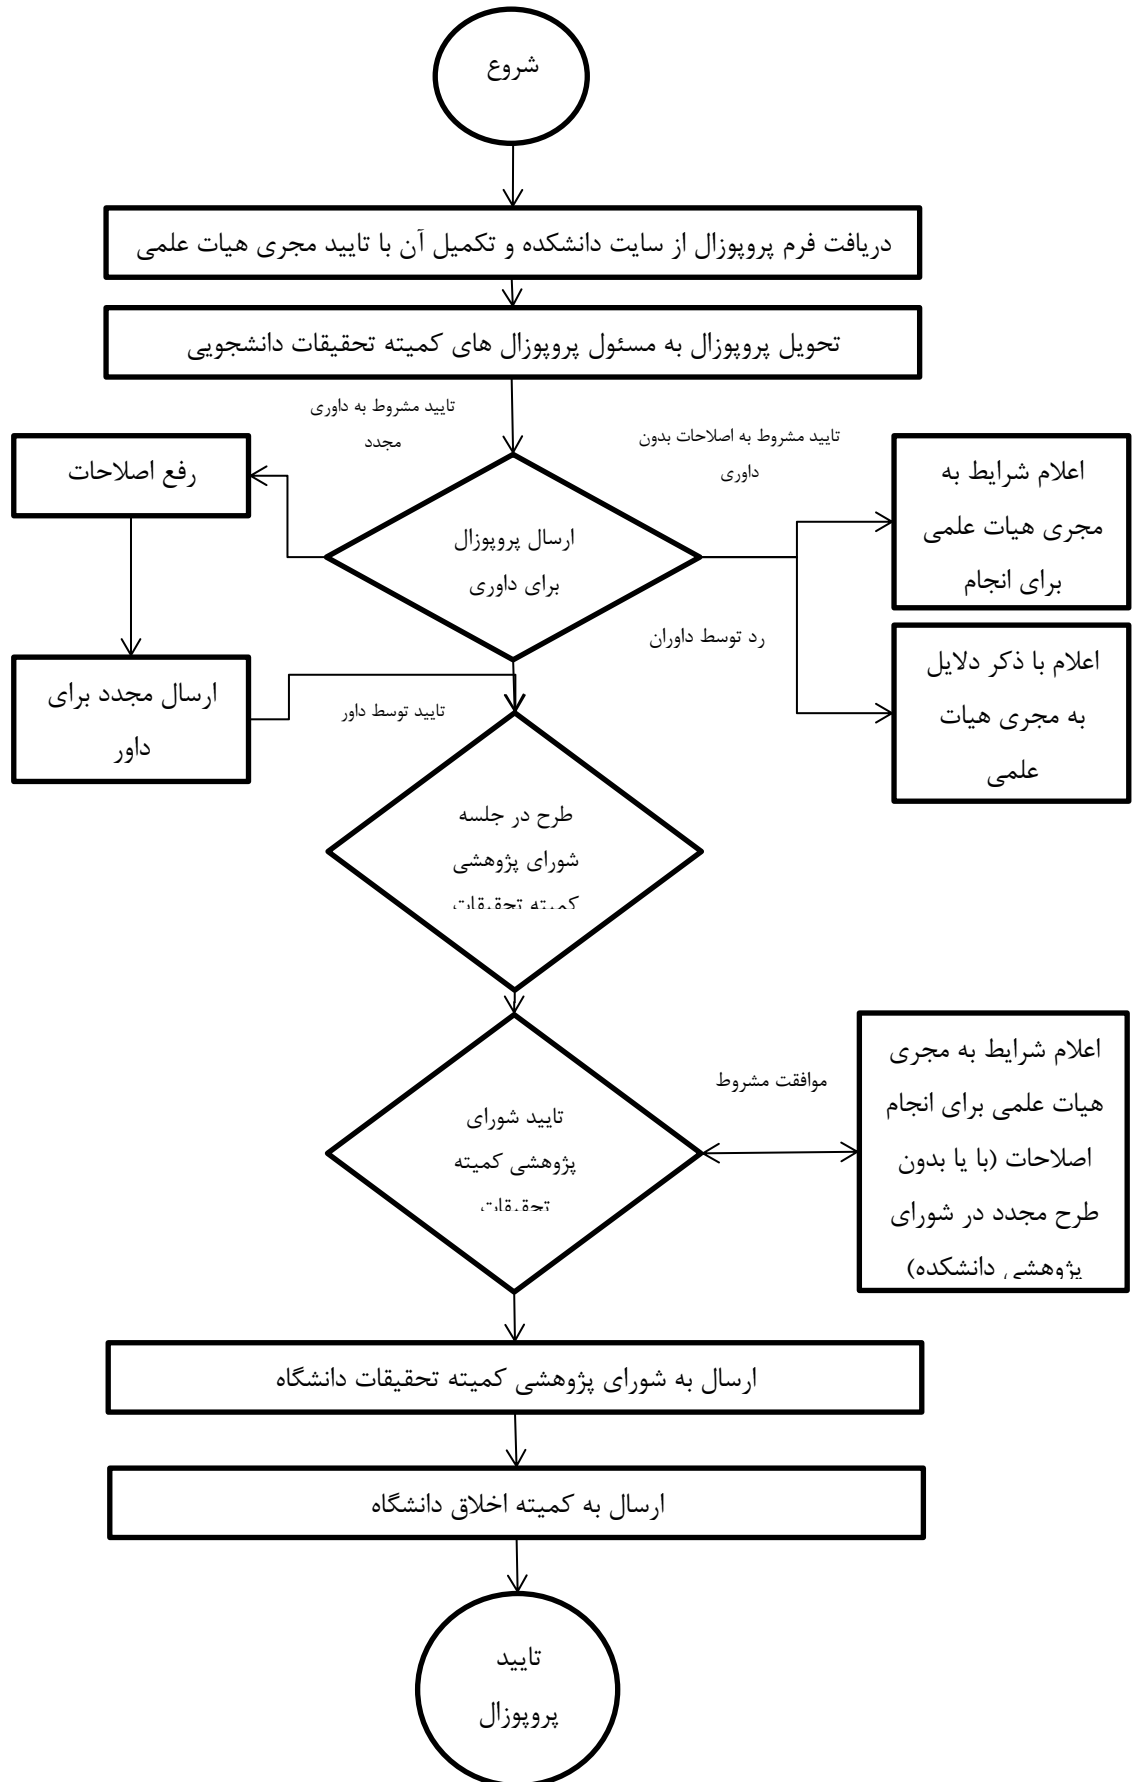 شروع
دریافت فرم پروپوزال از سایت دانشکده و تکمیل آن با تایید مجری هیات علمی
تحویل پروپوزال به مسئول پروپوزال های کمیته تحقیقات دانشجویی
تایید مشروط به داوری
مجدد
تایید مشروط به اصلاحات بدون
داوری
رفع اصلاحات
اعلام شرایط به
مجری هیات علمی
برای انجام
ارسال پروپوزال
برای داوری
رد توسط داوران
اعلام با ذکر دلایل
به مجری هیات
علمی
ارسال مجدد برای
داور
تایید توسط داور
طرح در جلسه
شورای پژوهشی
کمیته تحقیقات
تایید شورای
پژوهشی کمیته
تحقیقات
موافقت مشروط
اعلام شرایط به مجری
هیات علمی برای انجام
اصلاحات (با یا بدون
طرح مجدد در شورای
پژوهشی دانشکده)
ارسال به شورای پژوهشی کمیته تحقیقات دانشگاه
ارسال به کمیته اخلاق دانشگاه
تایید
پروپوزال